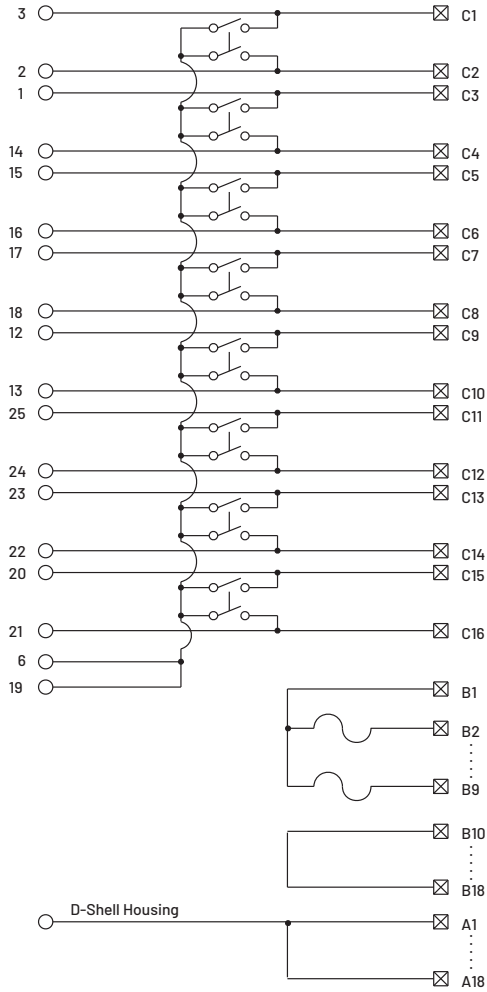 3 C1
2 C2
1 C3
14 C4
15 C5
16 C6
17 C7
18 C8
12 C9
13 C10
25 C11
24 C12
23 C13
22 C14
20 C15
21 C16
6
19
B1
B2
B9
B10
B18
D-Shell Housing
A1
A18